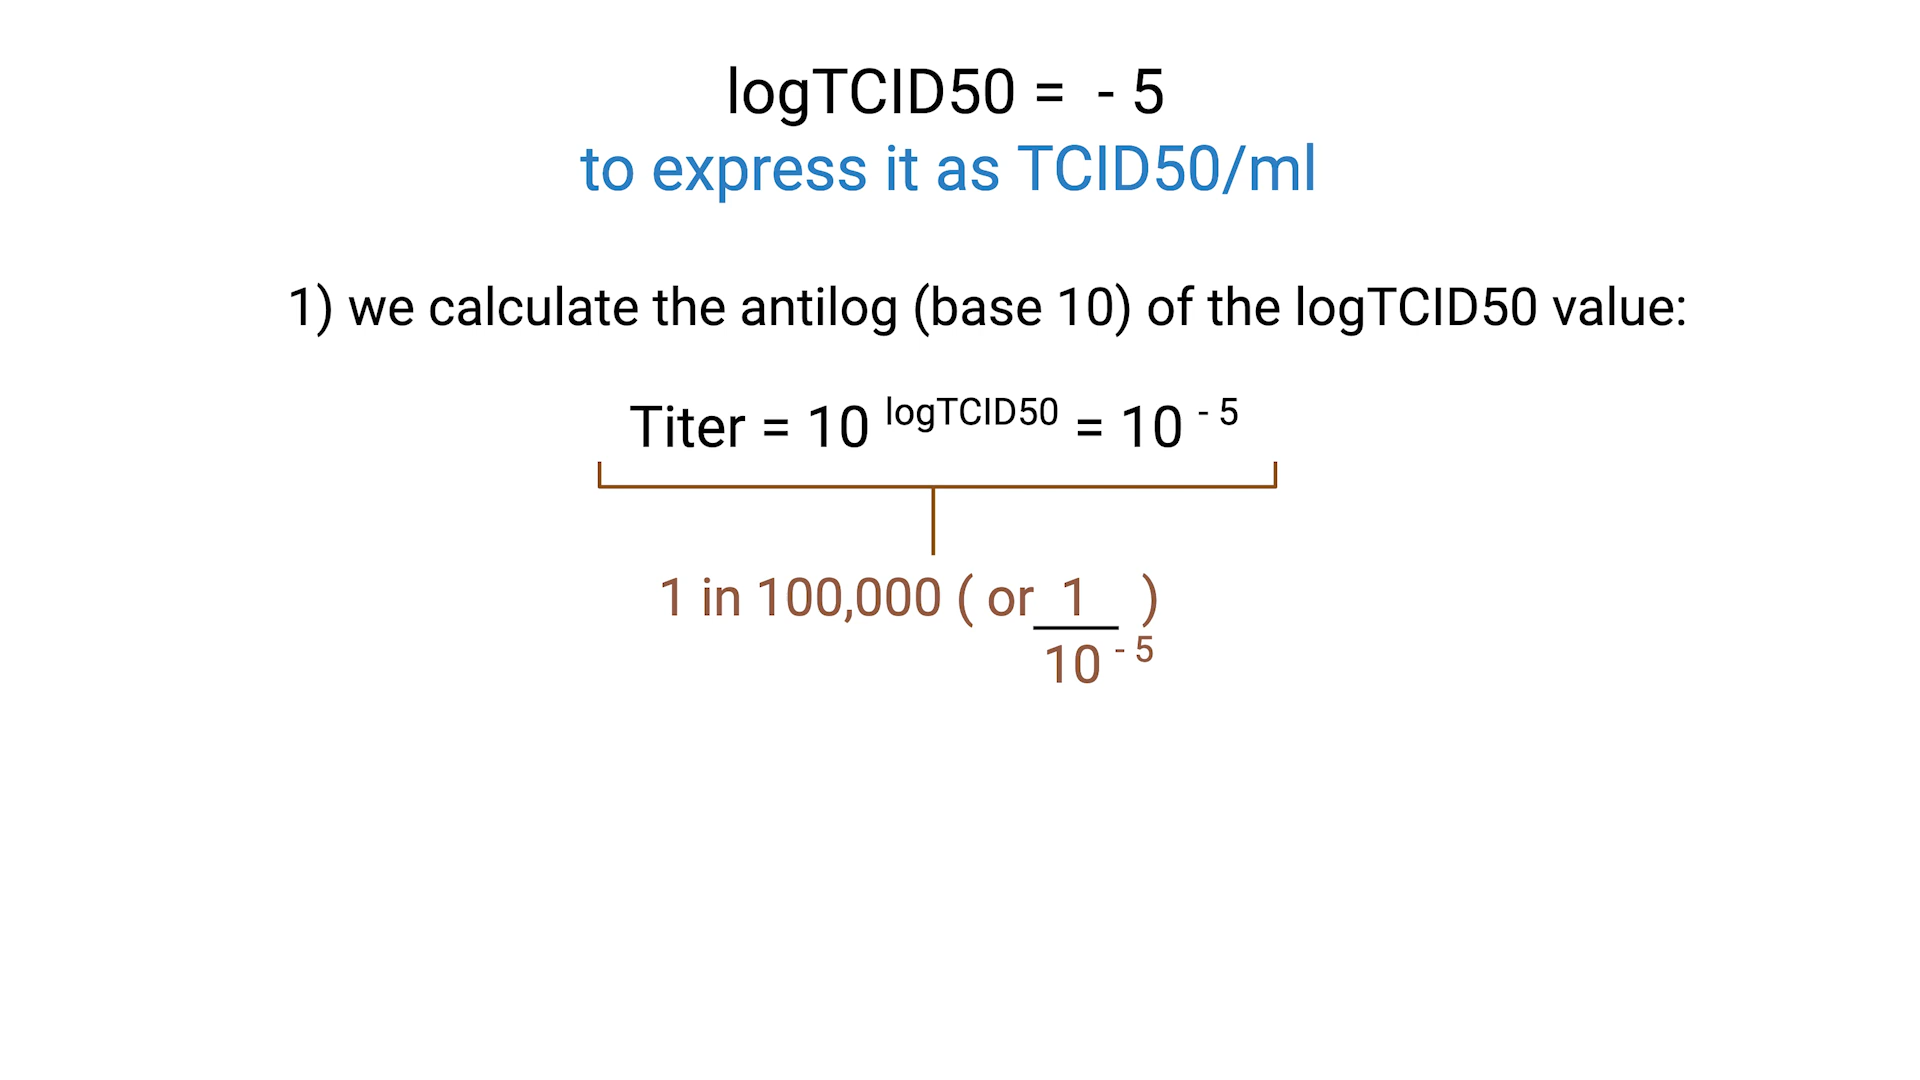 logTCID50 = - 5
to express it as TCID50/ml
1) we calculate the antilog (base 10) of the logTCID50 value:
Titer = 10 logTCID50 = 10 - 5
1 in 100,000 ( or 1 )
10 - 5